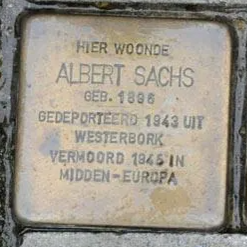 HIER WOONDE
ALBERT SACHS
GEB. 1896
GEDEPORTEERD 1943 UIT
WESTERBORK
VERMOORD 1945 IN
MIDDEN-EUROPA